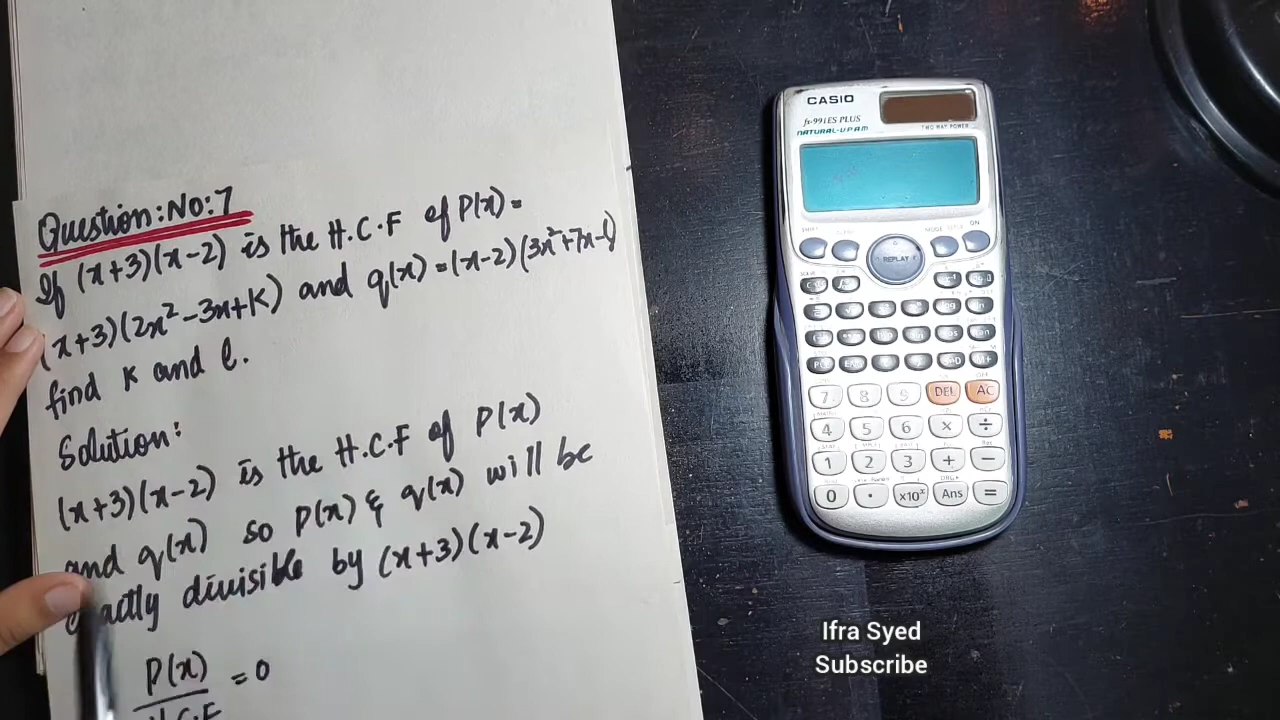 Question:No:7
If (x+3)(x-2) is the H.C.F of P(x)=
(x+3)(2x²-3x+K) and q(x)=(x-2)(3x²+7x-l)
find K and l.
Solution:
(x+3)(x-2) is the H.C.F of P(x)
and q(x) so P(x) & q(x) will be
divisible by (x+3)(x-2)
P(x)
= 0
H.C.F
CASIO
fx-991ES PLUS
NATURAL-V.P.A.M.
TWO WAY POWER
SHIFT
ON
REPLAY
7 8 9 DEL AC
4 5 6 × ÷
1 2 3 + −
0 . ×10ˣ Ans =
Ifra Syed
Subscribe